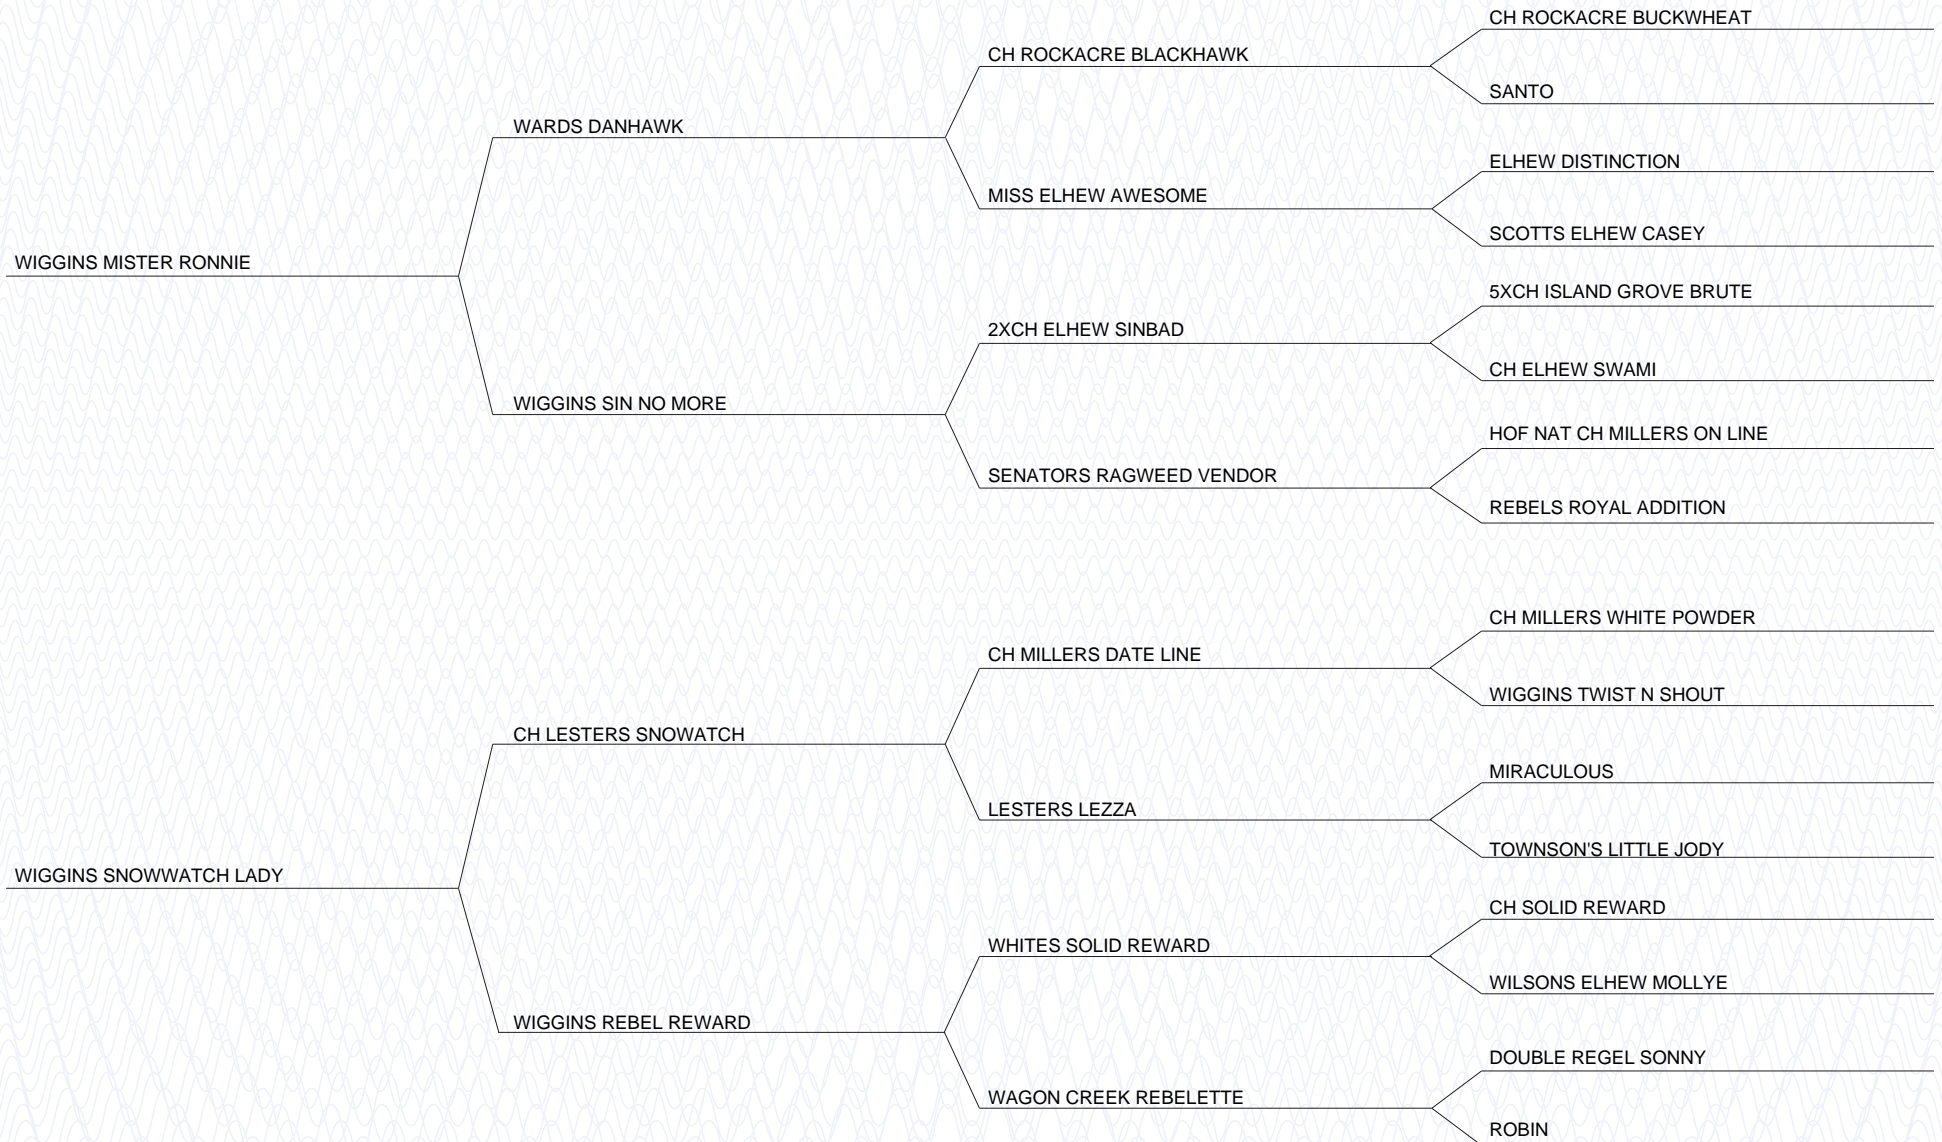 CH ROCKACRE BUCKWHEAT
CH ROCKACRE BLACKHAWK
SANTO
WARDS DANHAWK
ELHEW DISTINCTION
MISS ELHEW AWESOME
SCOTTS ELHEW CASEY
WIGGINS MISTER RONNIE
5XCH ISLAND GROVE BRUTE
2XCH ELHEW SINBAD
CH ELHEW SWAMI
WIGGINS SIN NO MORE
HOF NAT CH MILLERS ON LINE
SENATORS RAGWEED VENDOR
REBELS ROYAL ADDITION
CH MILLERS WHITE POWDER
CH MILLERS DATE LINE
WIGGINS TWIST N SHOUT
CH LESTERS SNOWATCH
MIRACULOUS
LESTERS LEZZA
TOWNSON'S LITTLE JODY
WIGGINS SNOWWATCH LADY
CH SOLID REWARD
WHITES SOLID REWARD
WILSONS ELHEW MOLLYE
WIGGINS REBEL REWARD
DOUBLE REGEL SONNY
WAGON CREEK REBELETTE
ROBIN